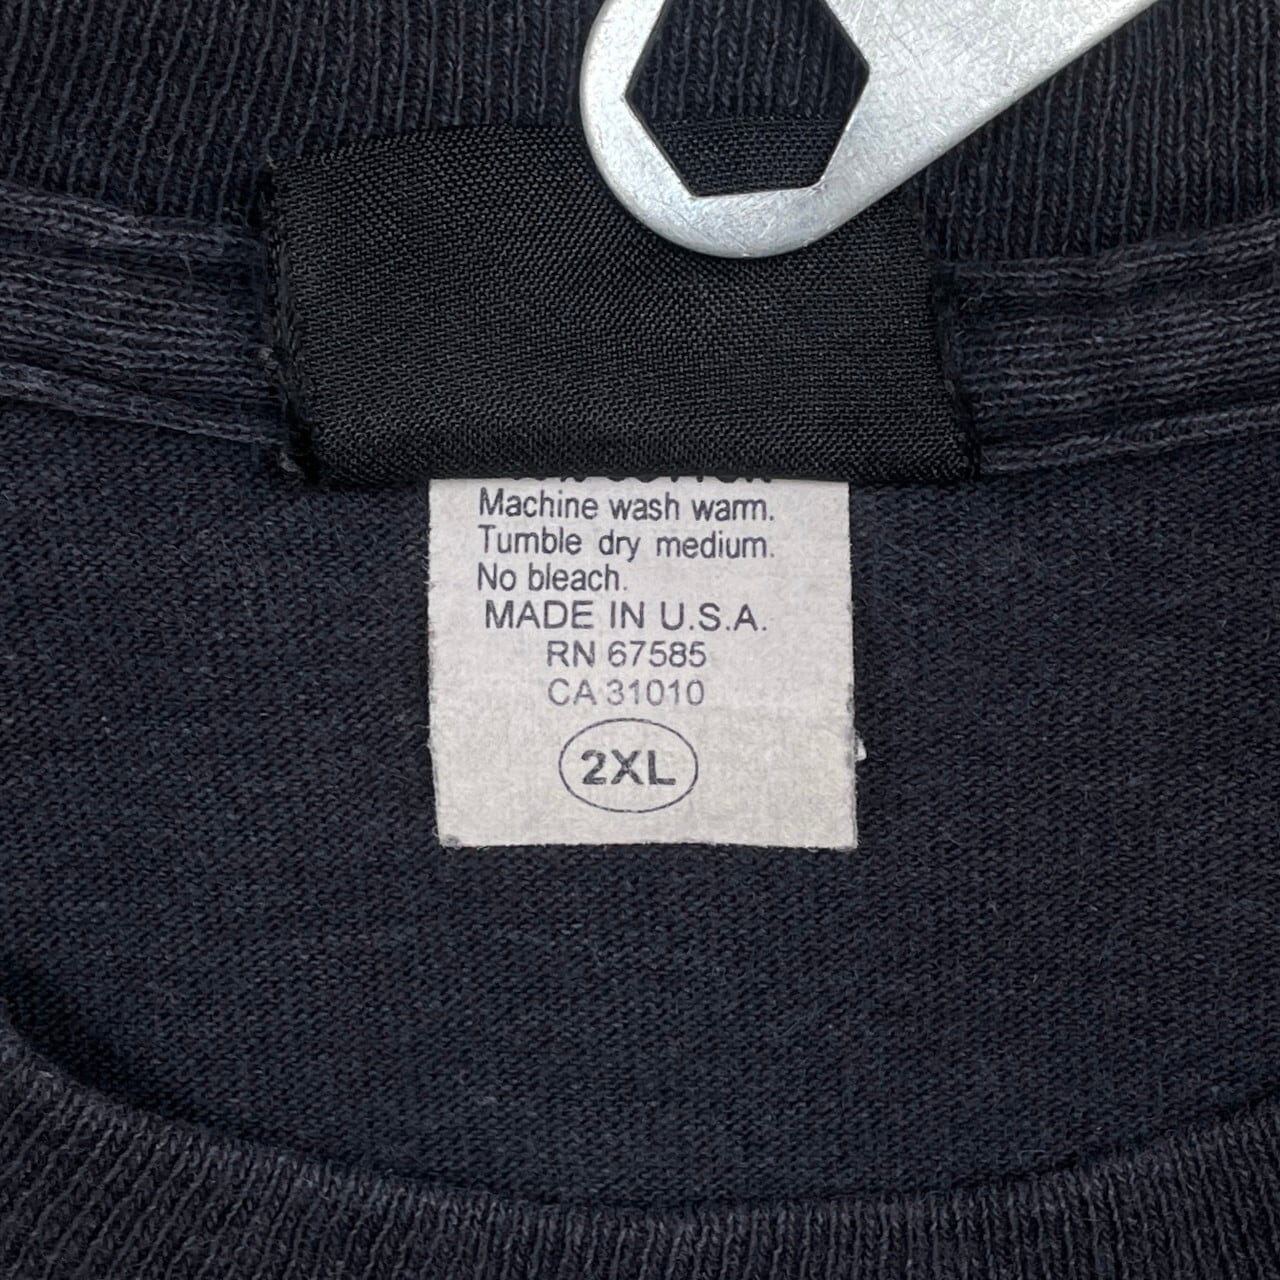 Machine wash warm.
Tumble dry medium.
No bleach.
MADE IN U.S.A.
RN 67585
CA 31010
2XL